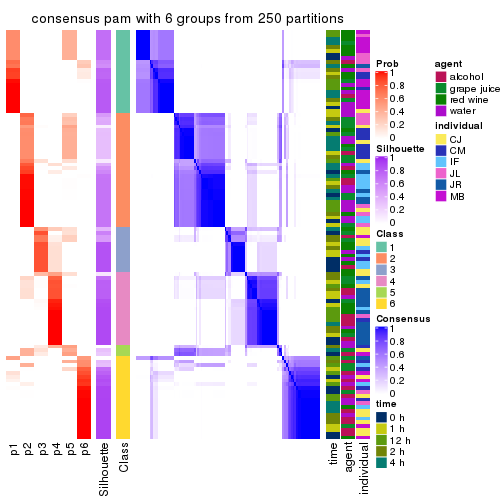 consensus pam with 6 groups from 250 partitions
Prob
1
0.8
0.6
0.4
0.2
0
Silhouette
1
0.8
0.6
0.4
0.2
0
Class
1
2
3
4
5
6
Consensus
1
0.8
0.6
0.4
0.2
0
time
0 h
1 h
12 h
2 h
4 h
agent
alcohol
grape juice
red wine
water
individual
CJ
CM
IF
JL
JR
MB
p1
p2
p3
p4
p5
p6
Silhouette
Class
time
agent
individual